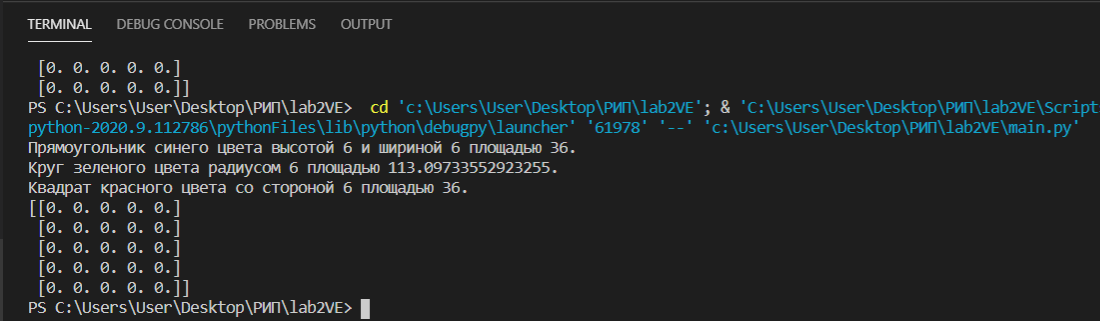 TERMINAL DEBUG CONSOLE PROBLEMS OUTPUT
[0. 0. 0. 0. 0.]
[0. 0. 0. 0. 0.]]
PS C:\Users\User\Desktop\РИП\lab2VE>  cd 'c:\Users\User\Desktop\РИП\lab2VE'; & 'C:\Users\User\Desktop\РИП\lab2VE\Script
python-2020.9.112786\pythonFiles\lib\python\debugpy\launcher' '61978' '--' 'c:\Users\User\Desktop\РИП\lab2VE\main.py'
Прямоугольник синего цвета высотой 6 и шириной 6 площадью 36.
Круг зеленого цвета радиусом 6 площадью 113.09733552923255.
Квадрат красного цвета со стороной 6 площадью 36.
[[0. 0. 0. 0. 0.]
[0. 0. 0. 0. 0.]
[0. 0. 0. 0. 0.]
[0. 0. 0. 0. 0.]
[0. 0. 0. 0. 0.]]
PS C:\Users\User\Desktop\РИП\lab2VE>